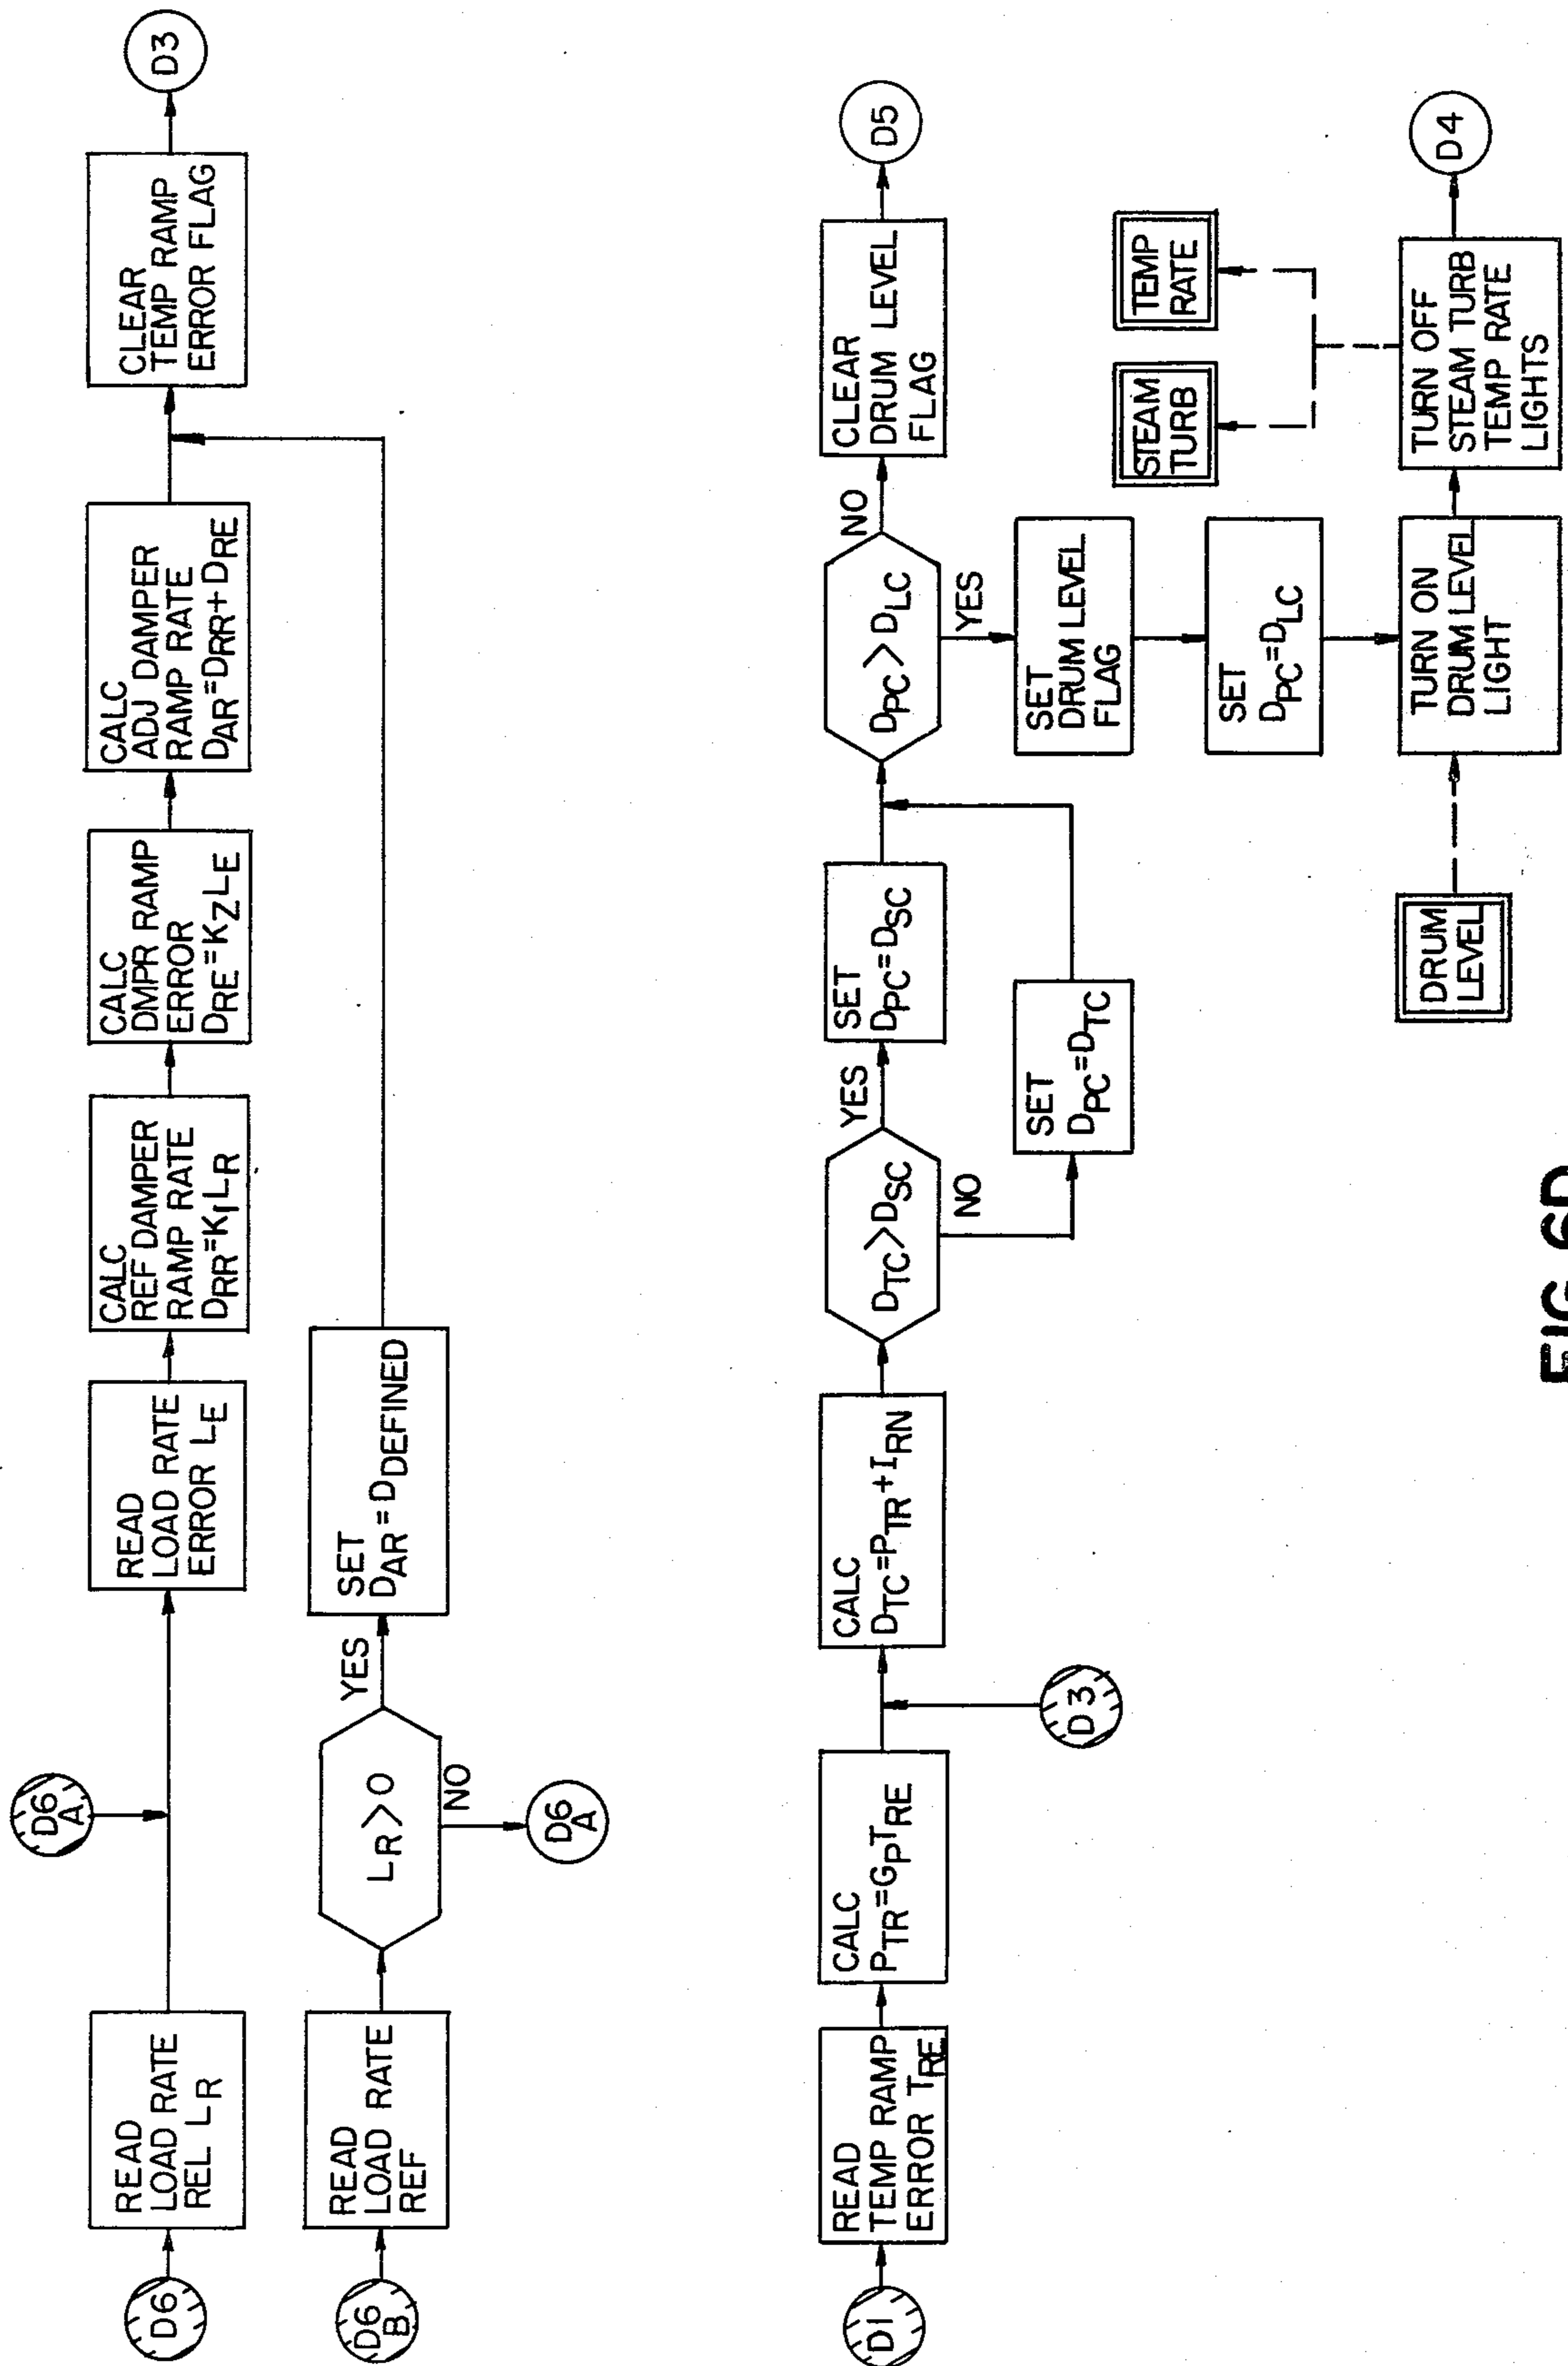 D6
READ
LOAD RATE
REL LR
D6
A
READ
LOAD RATE
ERROR LE
CALC
REF DAMPER
RAMP RATE
DRR=K1LR
CALC
DMPR RAMP
ERROR
DRE=KZLE
CALC
ADJ DAMPER
RAMP RATE
DAR=DRR+DRE
CLEAR
TEMP RAMP
ERROR FLAG
D3
D6
B
READ
LOAD RATE
REF
LR>0
YES
NO
D6
A
SET
DAR=DDEFINED
D1
READ
TEMP RAMP
ERROR TRE
CALC
PTR=GPTRE
D3
CALC
DTC=PTR+IRN
DTC>DSC
YES
NO
SET
DPC=DSC
SET
DPC=DTC
DPC>DLC
NO
YES
CLEAR
DRUM LEVEL
FLAG
D5
SET
DRUM LEVEL
FLAG
SET
DPC=DLC
STEAM
TURB
TEMP
RATE
DRUM
LEVEL
TURN ON
DRUM LEVEL
LIGHT
TURN OFF
STEAM TURB
TEMP RATE
LIGHTS
D4
FIG. 6D